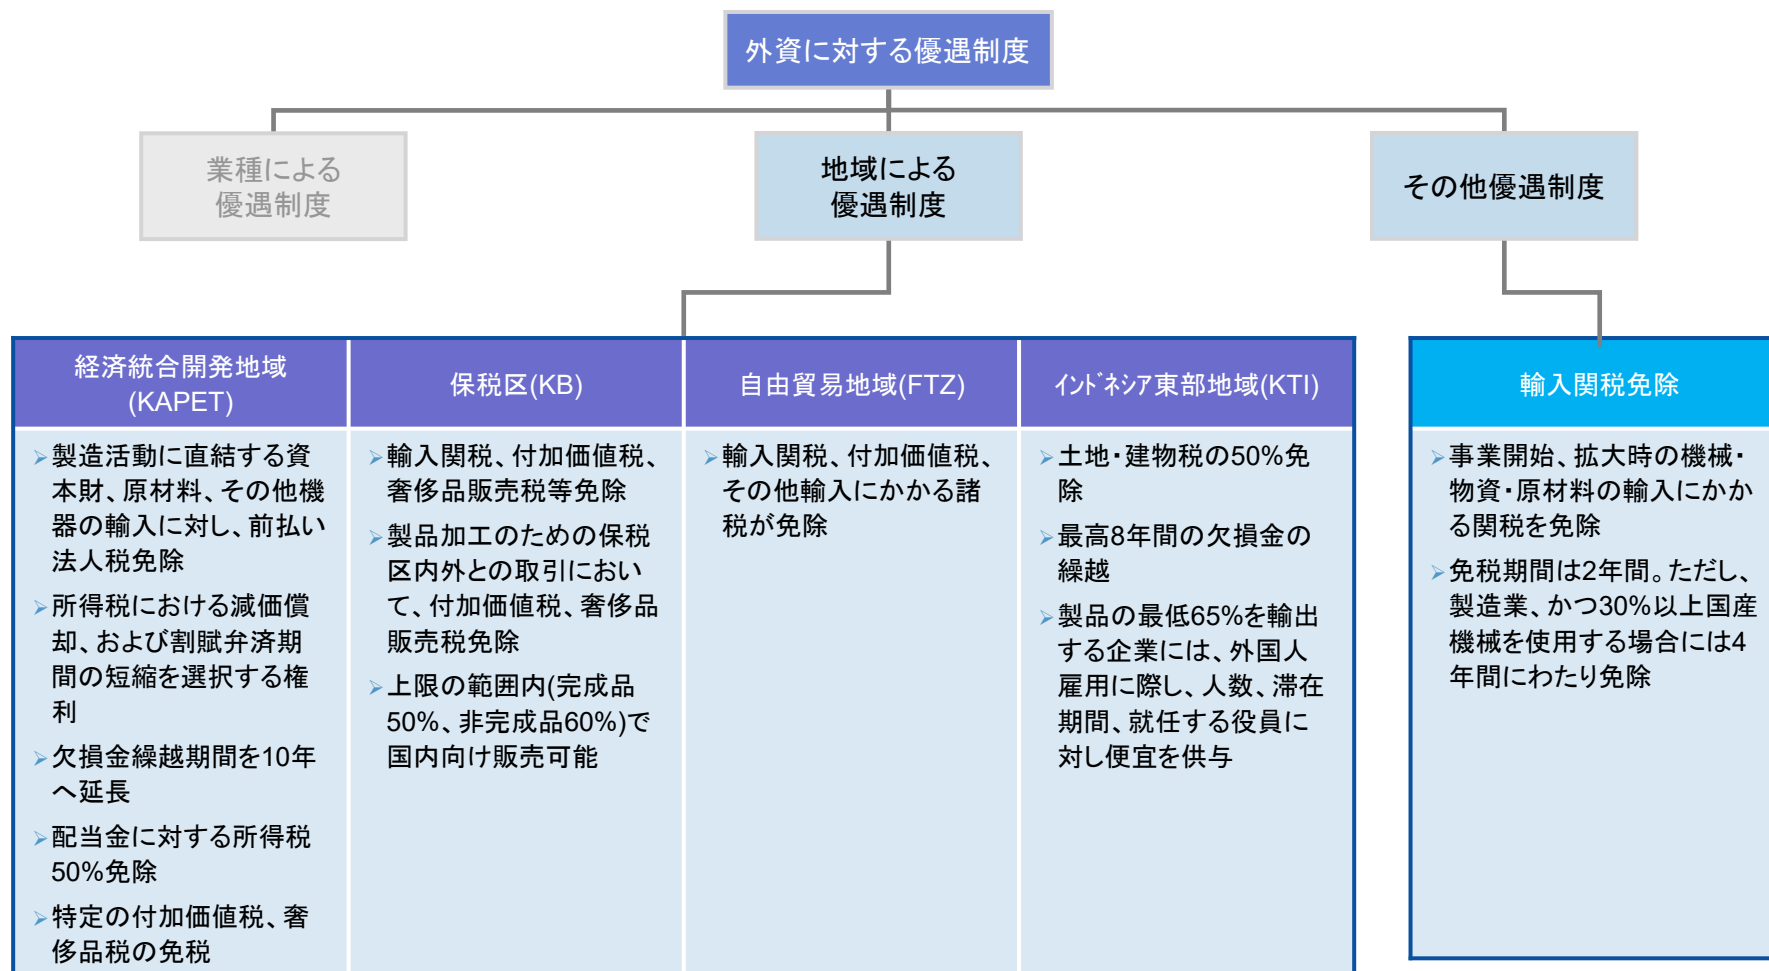 外資に対する優遇制度
業種による
優遇制度
地域による
優遇制度
その他優遇制度
経済統合開発地域
(KAPET)
保税区(KB)
自由貿易地域(FTZ)
ｲﾝﾄﾞﾈｼｱ東部地域(KTI)
輸入関税免除
➢製造活動に直結する資
本財、原材料、その他機
器の輸入に対し、前払い
法人税免除
➢所得税における減価償
却、および割賦弁済期
間の短縮を選択する権
利
➢欠損金繰越期間を10年
へ延長
➢配当金に対する所得税
50%免除
➢特定の付加価値税、奢
侈品税の免税
➢輸入関税、付加価値税、
奢侈品販売税等免除
➢製品加工のための保税
区内外との取引におい
て、付加価値税、奢侈品
販売税免除
➢上限の範囲内(完成品
50%、非完成品60%)で
国内向け販売可能
➢輸入関税、付加価値税、
その他輸入にかかる諸
税が免除
➢土地・建物税の50%免
除
➢最高8年間の欠損金の
繰越
➢製品の最低65%を輸出
する企業には、外国人
雇用に際し、人数、滞在
期間、就任する役員に
対し便宜を供与
➢事業開始、拡大時の機械・
物資・原材料の輸入にかか
る関税を免除
➢免税期間は2年間。ただし、
製造業、かつ30%以上国産
機械を使用する場合には4
年間にわたり免除